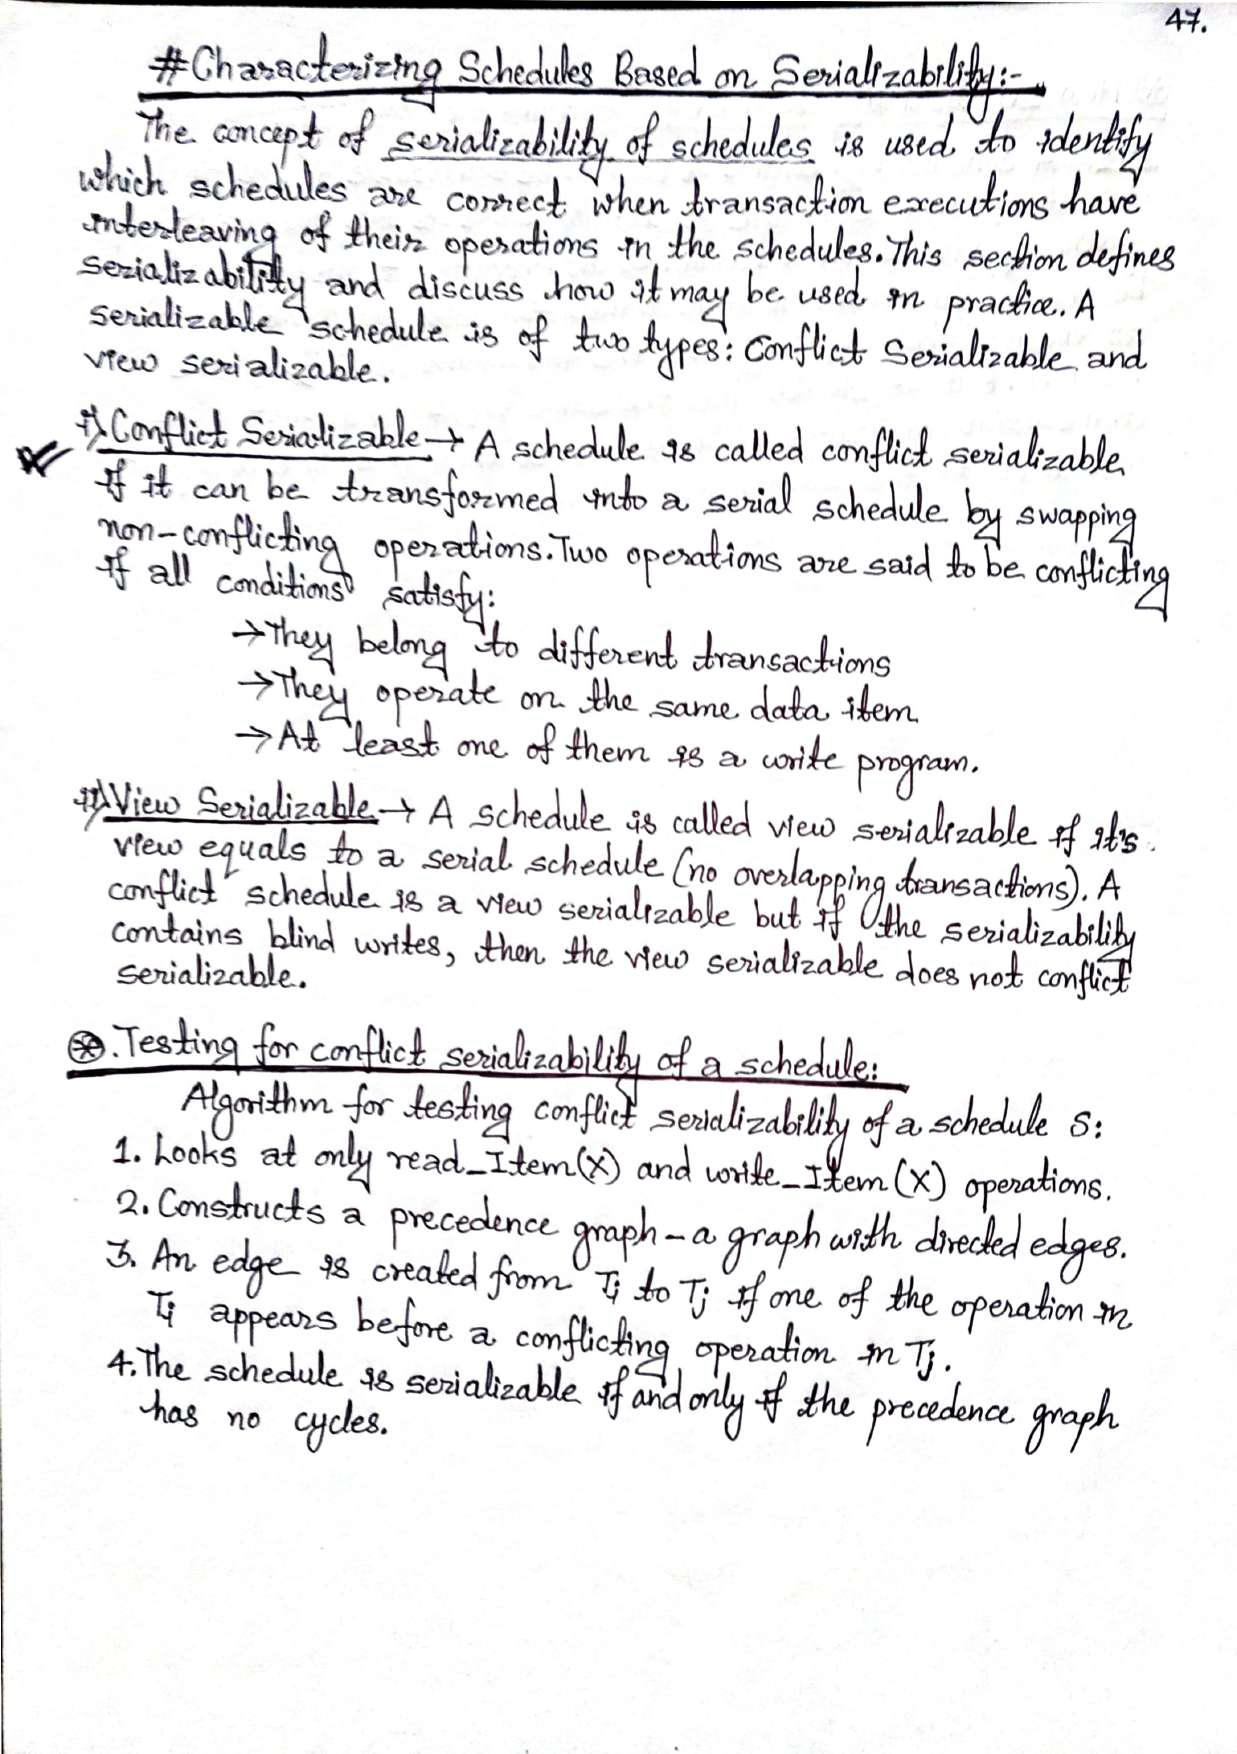 47.
# Characterizing Schedules Based on Serializability:-
The concept of serializability of schedules is used to identify
which schedules are correct when transaction executions have
interleaving of their operations in the schedules. This section defines
serializability and discuss how it may be used in practice. A
serializable schedule is of two types: Conflict Serializable and
view serializable.
i) Conflict Serializable → A schedule is called conflict serializable
if it can be transformed into a serial schedule by swapping
non-conflicting operations. Two operations are said to be conflicting
if all conditions satisfy:
→ They belong to different transactions
→ They operate on the same data item
→ At least one of them is a write program.
ii) View Serializable → A schedule is called view serializable if it's
view equals to a serial schedule (no overlapping transactions). A
conflict schedule is a view serializable but if the serializability
contains blind writes, then the view serializable does not conflict
serializable.
⊛. Testing for conflict serializability of a schedule:
Algorithm for testing conflict serializability of a schedule S:
1. Looks at only read_Item(X) and write_Item(X) operations.
2. Constructs a precedence graph – a graph with directed edges.
3. An edge is created from Ti to Tj if one of the operation in
Ti appears before a conflicting operation in Tj.
4. The schedule is serializable if and only if the precedence graph
has no cycles.